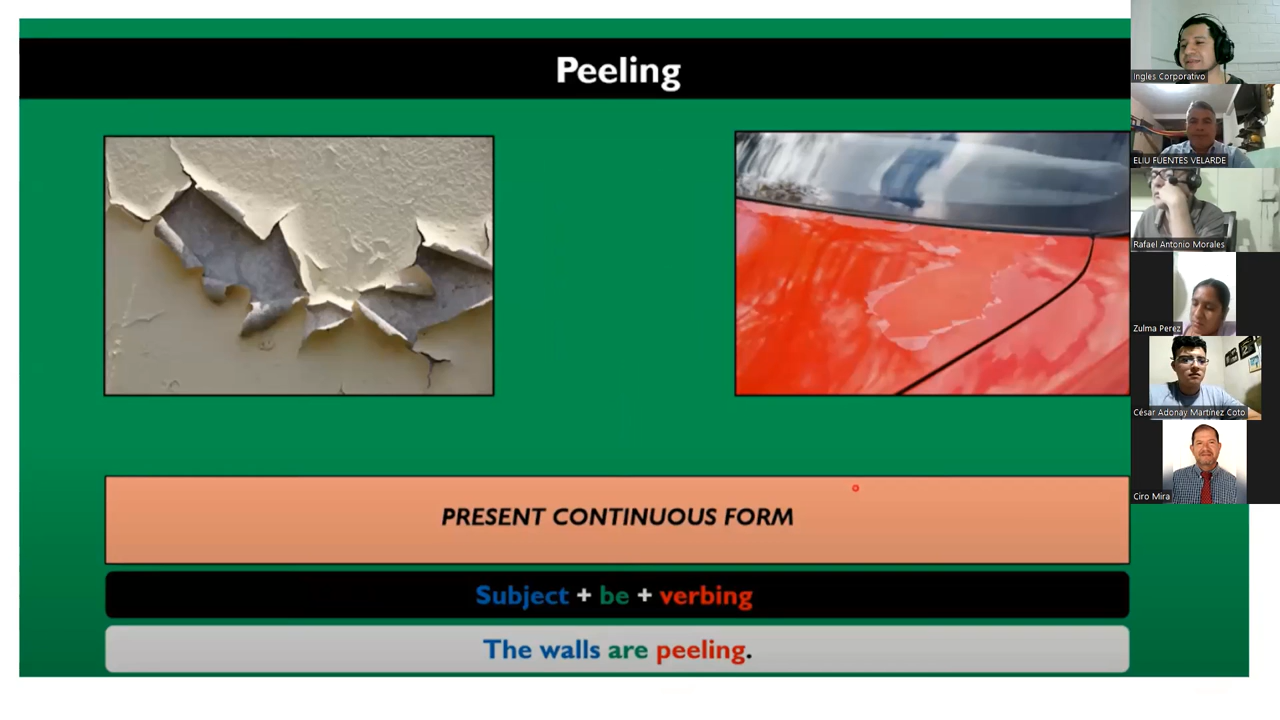 Peeling
PRESENT CONTINUOUS FORM
Subject + be + verbing
The walls are peeling.
Ingles Corporativo
ELIU FUENTES VELARDE
Rafael Antonio Morales
Zulma Perez
César Adonay Martínez Coto
Ciro Mira